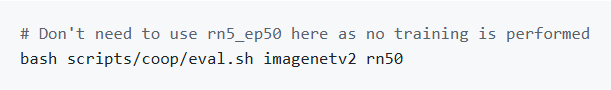 # Don't need to use rn5_ep50 here as no training is performed
bash scripts/coop/eval.sh imagenetv2 rn50